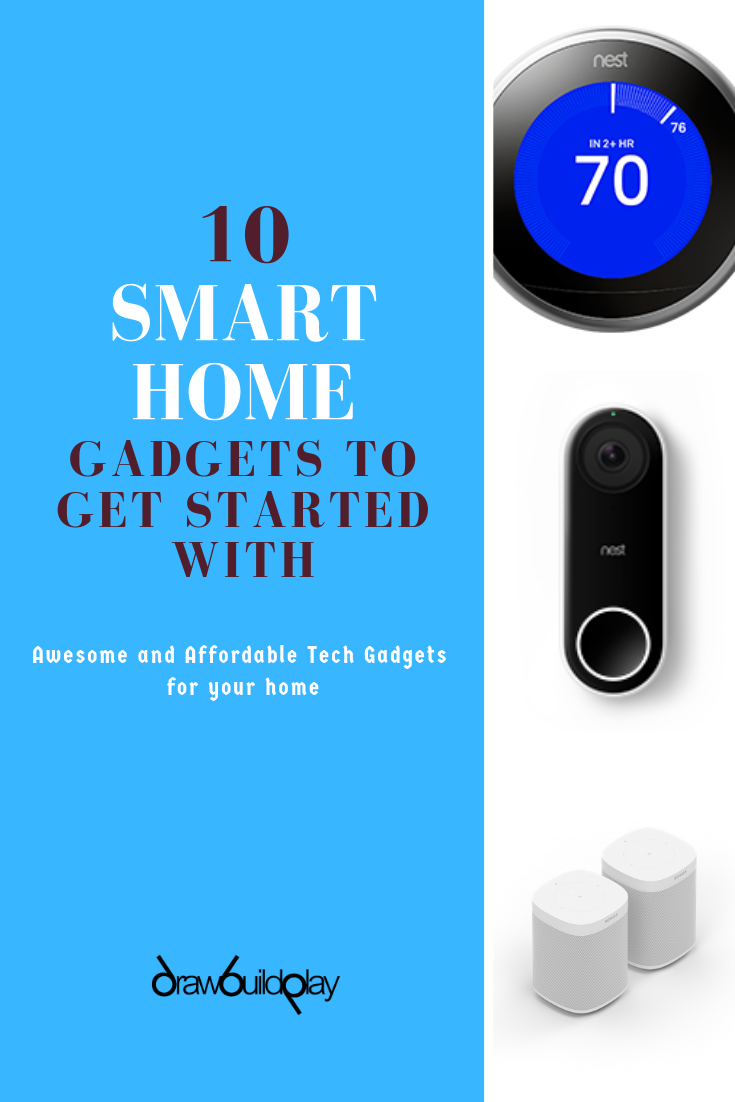 10
SMART
HOME
GADGETS TO
GET STARTED
WITH
Awesome and Affordable Tech Gadgets
for your home
drawbuildplay
nest
76
IN 2+ HR
70
nest